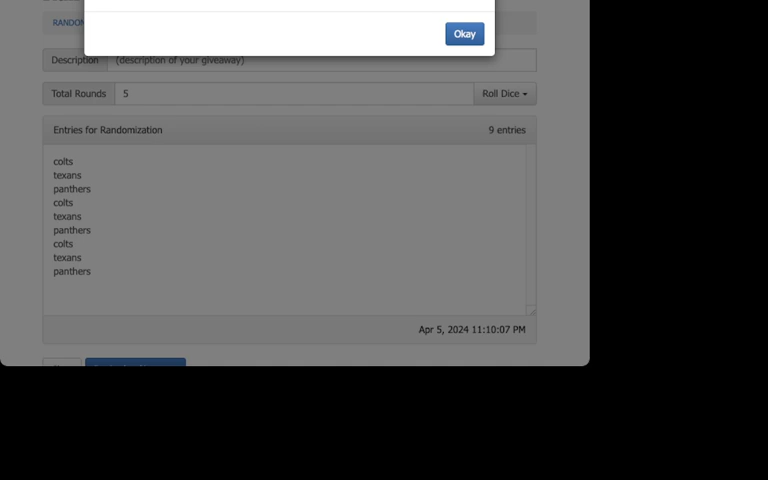 Okay
RANDOM
Description (description of your giveaway)
Total Rounds 5 Roll Dice
Entries for Randomization 9 entries
colts
texans
panthers
colts
texans
panthers
colts
texans
panthers
Apr 5, 2024 11:10:07 PM